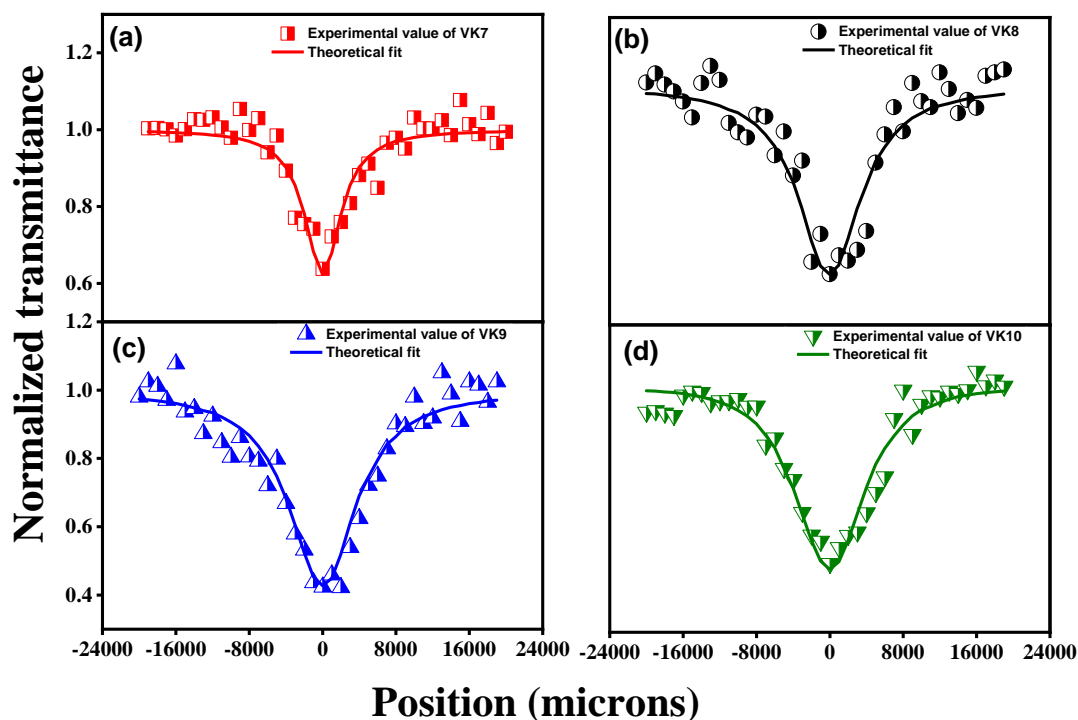 Normalized transmittance
(a)
Experimental value of VK7
Theoretical fit
1.2
1.0
0.8
0.6
(b)
Experimental value of VK8
Theoretical fit
(c)
Experimental value of VK9
Theoretical fit
1.2
1.0
0.8
0.6
0.4
-24000 -16000 -8000 0 8000 16000 24000
(d)
Experimental value of VK10
Theoretical fit
-24000 -16000 -8000 0 8000 16000 24000
Position (microns)